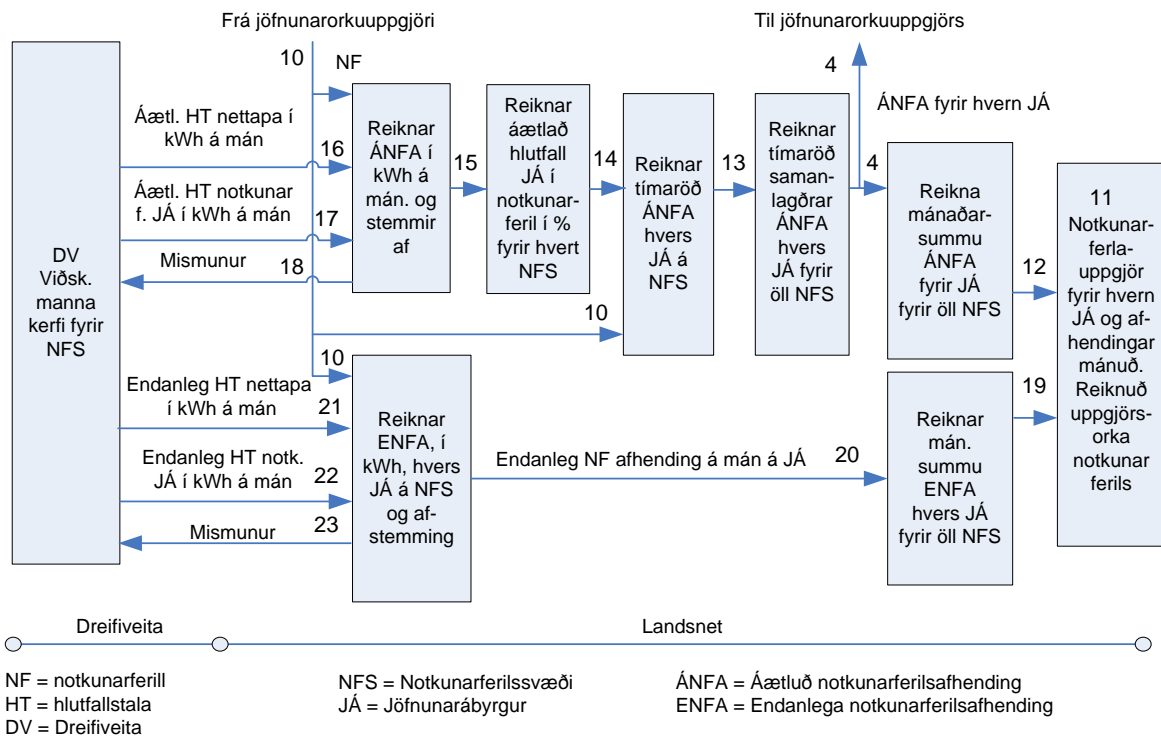 Frá jöfnunarorkuuppgjöri
Til jöfnunarorkuuppgjörs
10
NF
4
ÁNFA fyrir hvern JÁ
DV
Viðsk.
manna
kerfi fyrir
NFS
Áætl. HT nettapa í
kWh á mán
16
Áætl. HT notkunar
f. JÁ í kWh á mán
17
Mismunur
18
Reiknar
ÁNFA í
kWh á
mán. og
stemmir
af
15
Reiknar
áætlað
hlutfall
JÁ í
notkunar-
feril í %
fyrir hvert
NFS
14
Reiknar
tímaröð
ÁNFA
hvers
JÁ á
NFS
13
Reiknar
tímaröð
saman-
lagðrar
ÁNFA
hvers
JÁ fyrir
öll NFS
4
Reikna
mánaðar-
summu
ÁNFA
fyrir JÁ
fyrir öll NFS
12
11
Notkunar-
ferla-
uppgjör
fyrir hvern
JÁ og af-
hendingar
mánuð.
Reiknuð
uppgjörs-
orka
notkunar
ferils
10
10
Endanleg HT nettapa
í kWh á mán
21
Endanleg HT notk.
JÁ í kWh á mán
22
Mismunur
23
Reiknar
ENFA, í
kWh, hvers
JÁ á NFS
og af-
stemming
Endanleg NF afhending á mán á JÁ
20
Reiknar
mán.
summu
ENFA
hvers JÁ
fyrir öll NFS
19
Dreifiveita
Landsnet
NF = notkunarferill
HT = hlutfallstala
DV = Dreifiveita
NFS = Notkunarferilssvæði
JÁ = Jöfnunarábyrgur
ÁNFA = Áætluð notkunarferilsafhending
ENFA = Endanlega notkunarferilsafhending